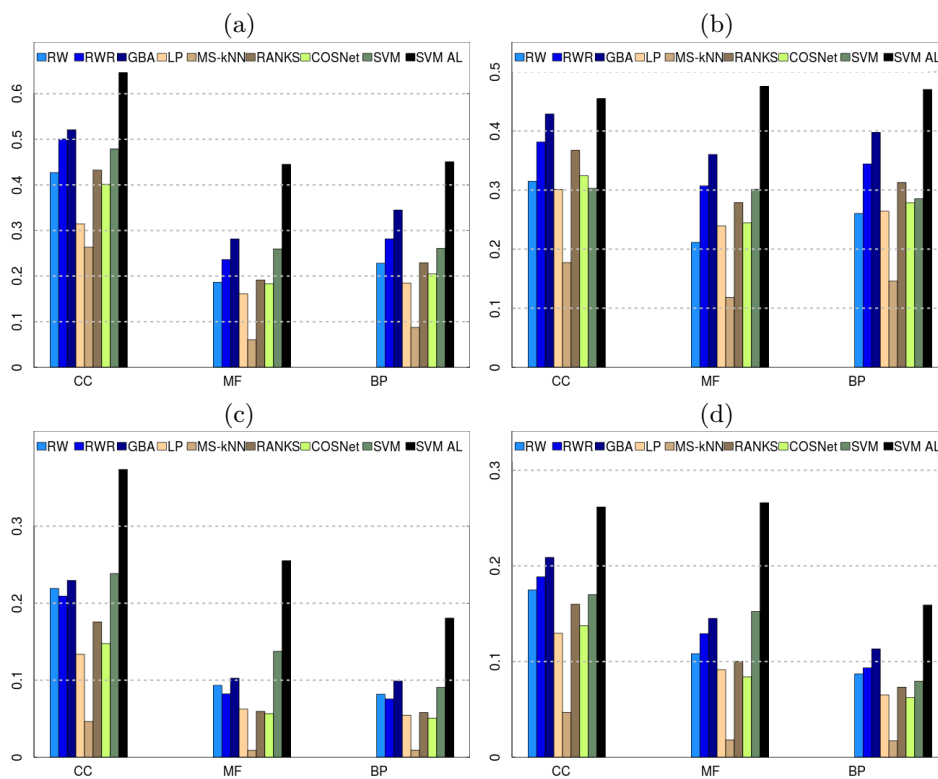 (a)
RW RWR GBA LP MS-kNN RANKS COSNet SVM SVM AL
0.6
0.5
0.4
0.3
0.2
0.1
0
CC MF BP
(b)
RW RWR GBA LP MS-kNN RANKS COSNet SVM SVM AL
0.5
0.4
0.3
0.2
0.1
0
CC MF BP
(c)
RW RWR GBA LP MS-kNN RANKS COSNet SVM SVM AL
0.3
0.2
0.1
0
CC MF BP
(d)
RW RWR GBA LP MS-kNN RANKS COSNet SVM SVM AL
0.3
0.2
0.1
0
CC MF BP